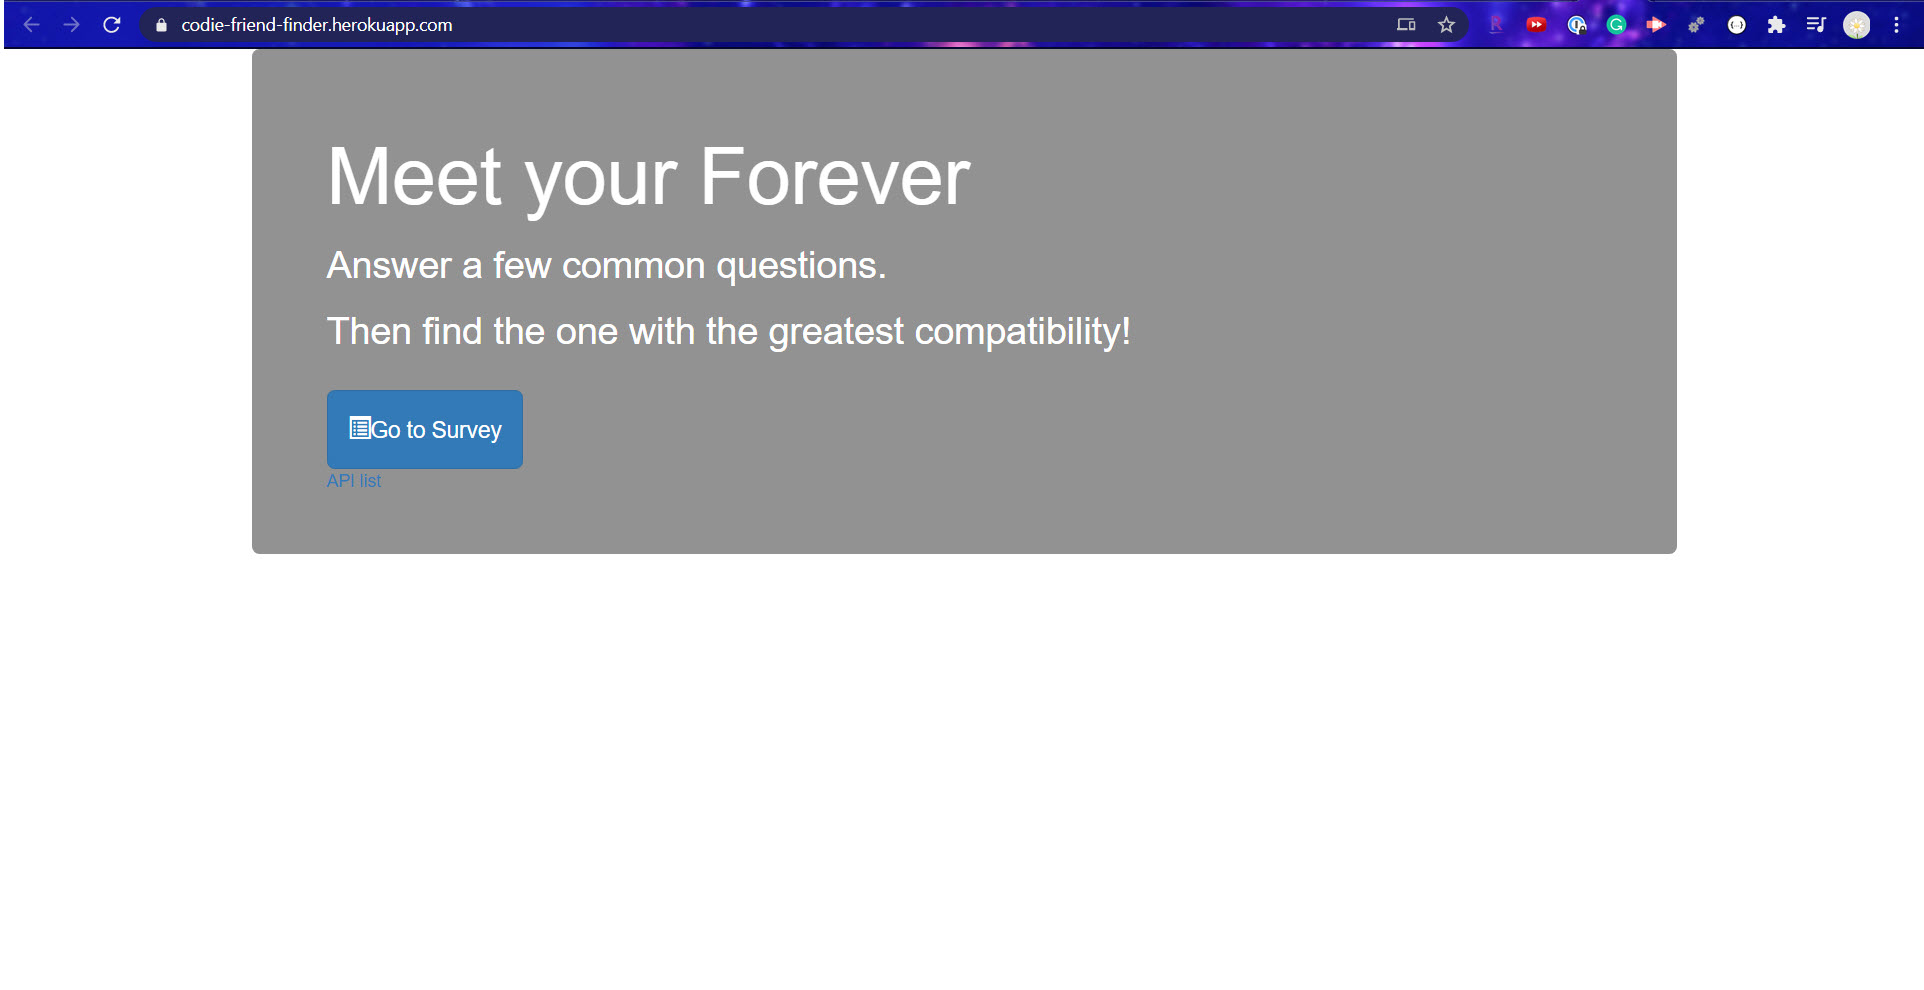 codie-friend-finder.herokuapp.com
Meet your Forever
Answer a few common questions.
Then find the one with the greatest compatibility!
Go to Survey
API list